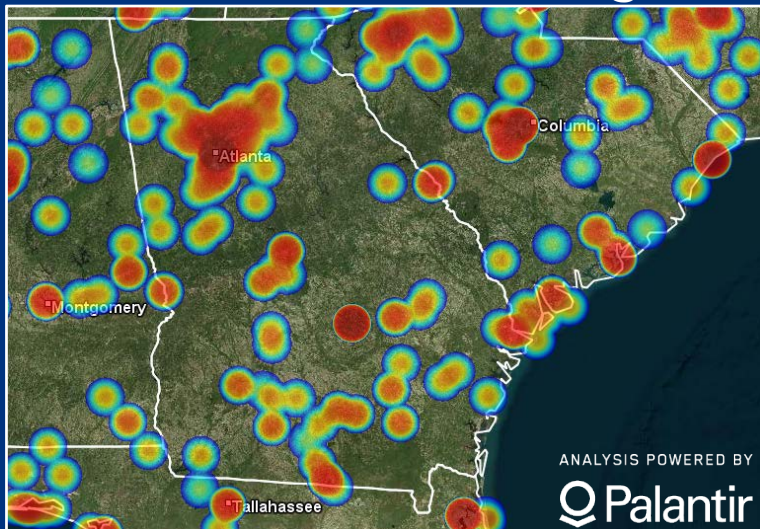 Columbia
Atlanta
Montgomery
Tallahassee
ANALYSIS POWERED BY
Palantir